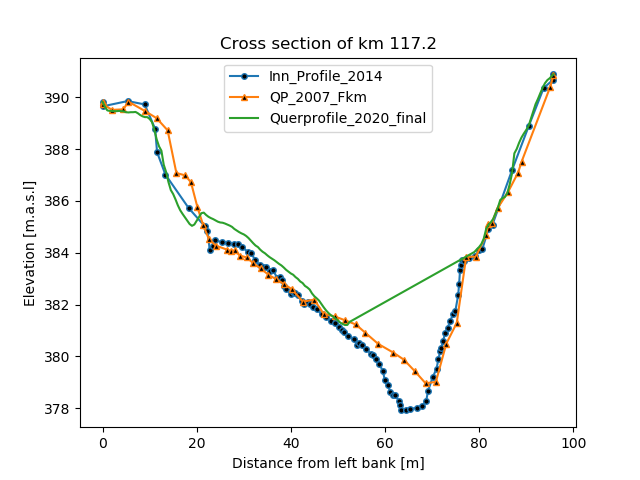 Cross section of km 117.2
Inn_Profile_2014
QP_2007_Fkm
Querprofile_2020_final
Elevation [m.a.s.l]
390
388
386
384
382
380
378
0 20 40 60 80 100
Distance from left bank [m]